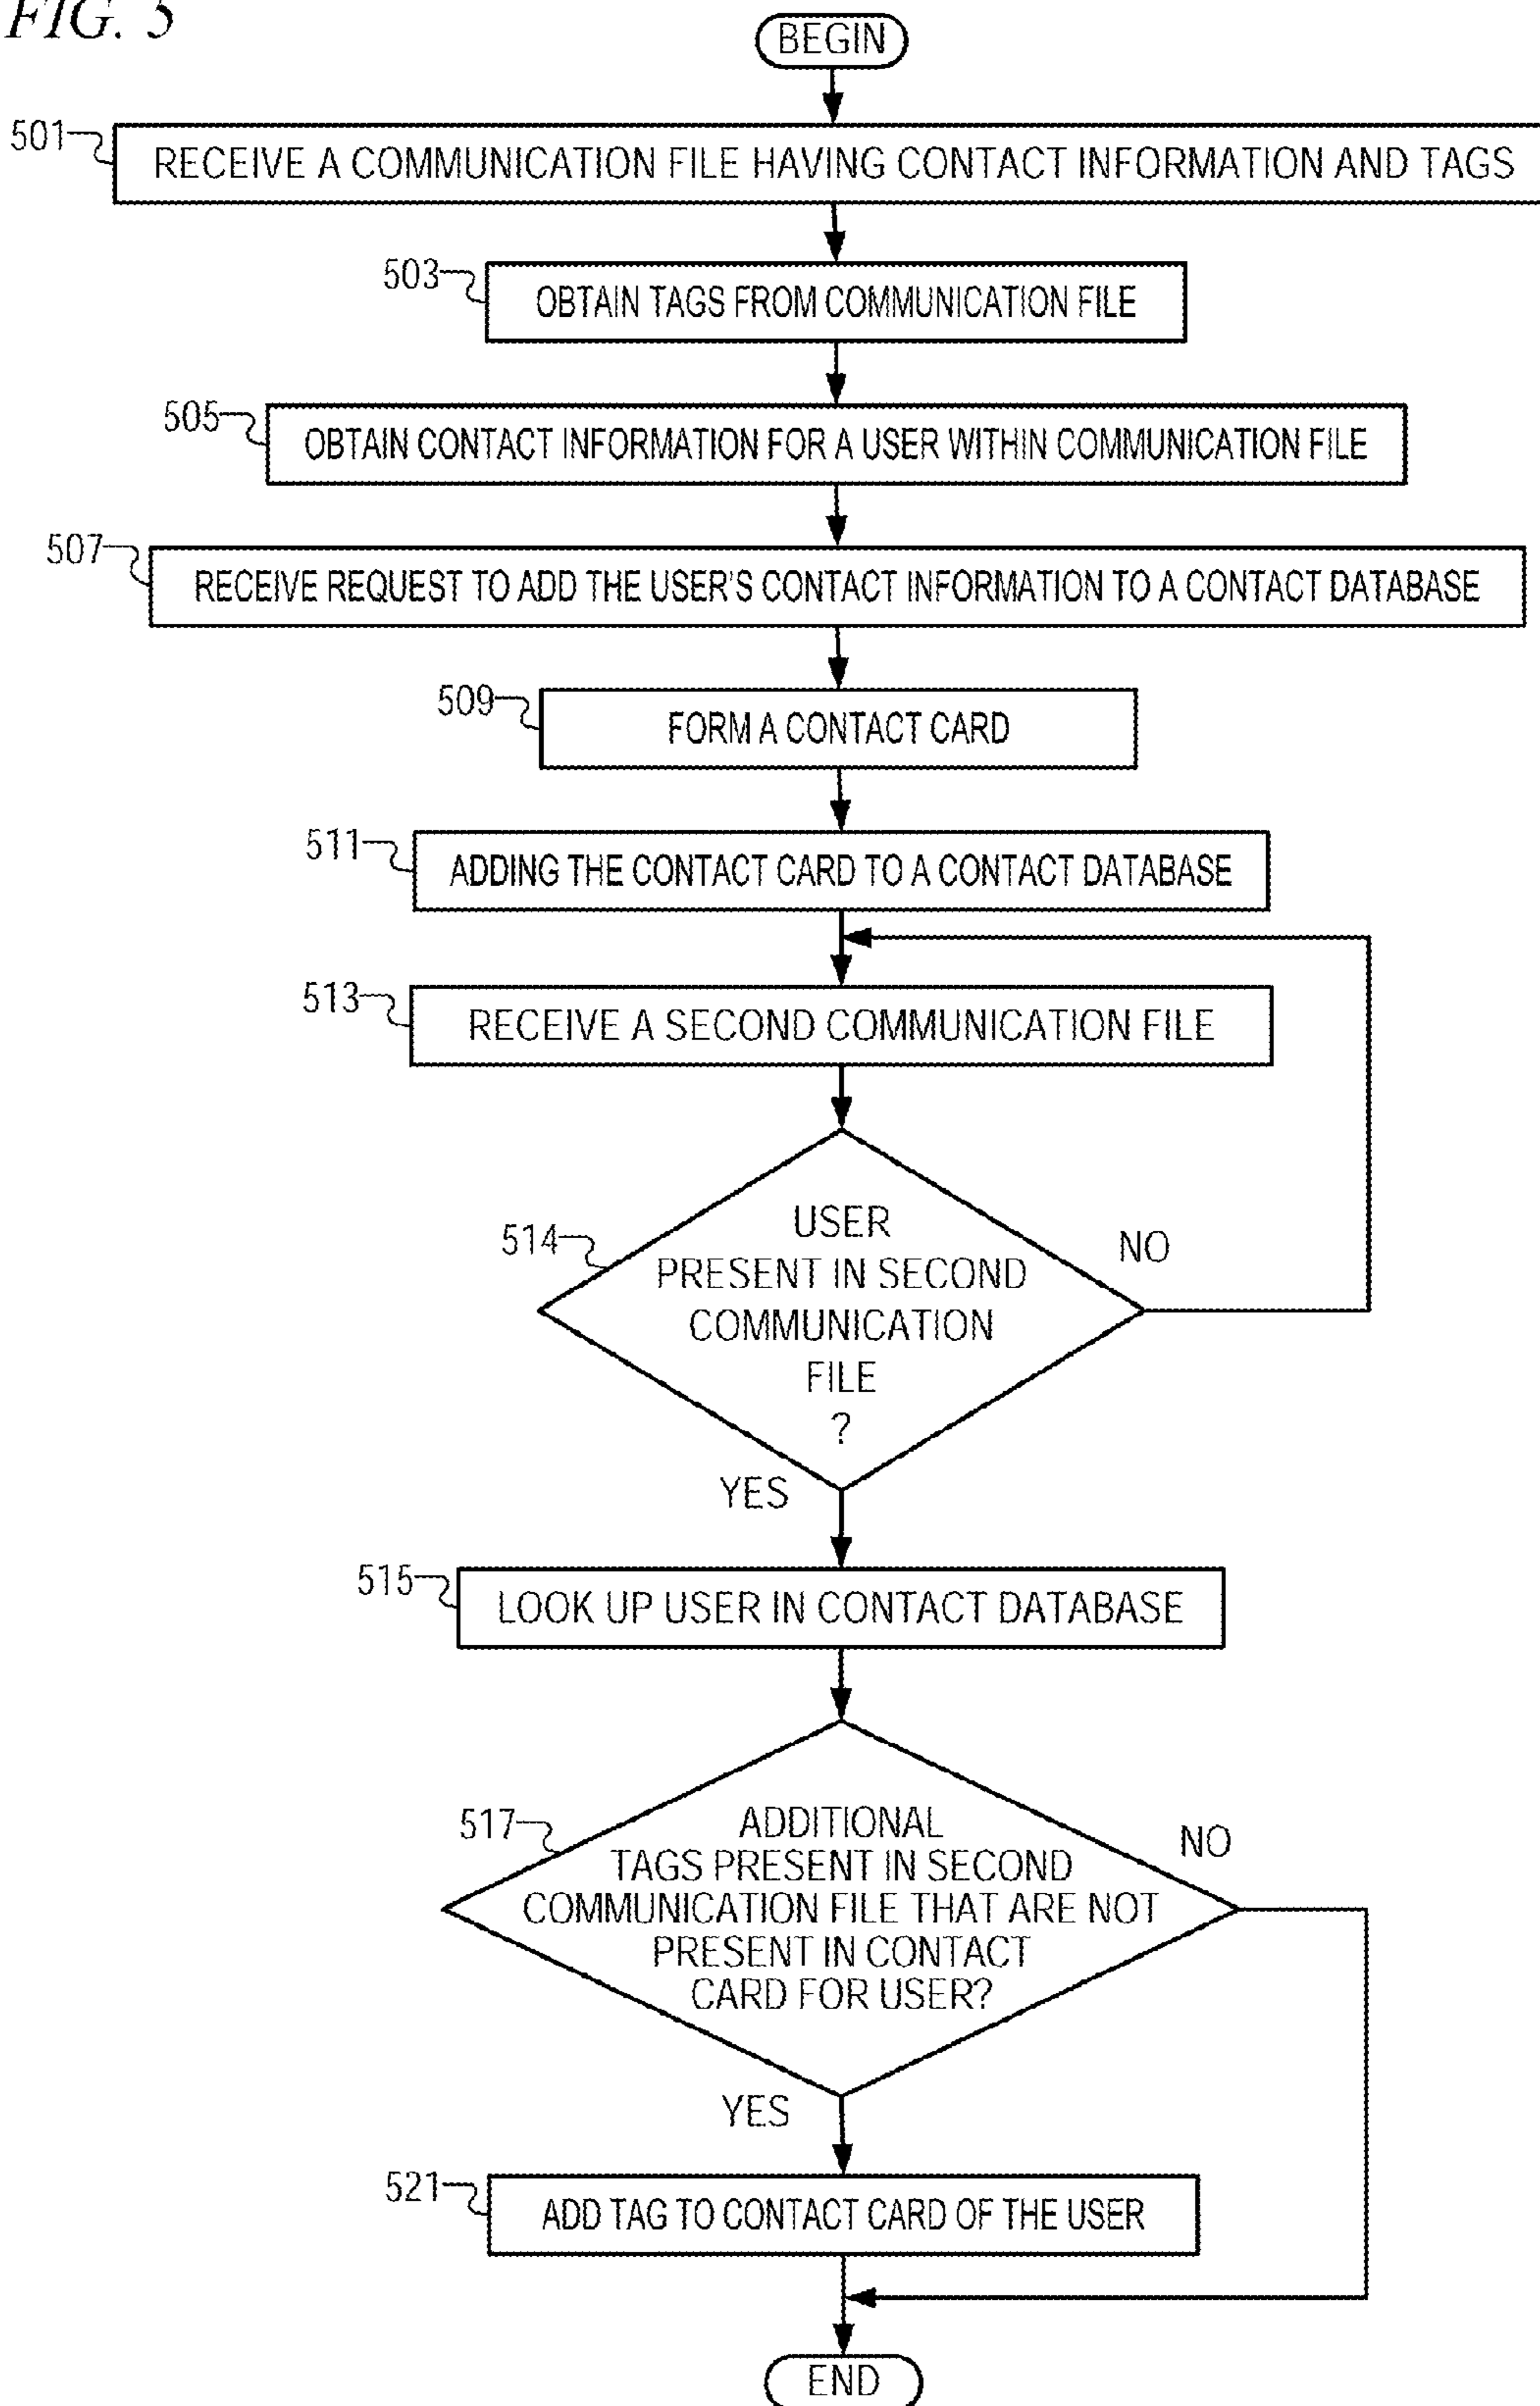 FIG. 5
BEGIN
501
RECEIVE A COMMUNICATION FILE HAVING CONTACT INFORMATION AND TAGS
503
OBTAIN TAGS FROM COMMUNICATION FILE
505
OBTAIN CONTACT INFORMATION FOR A USER WITHIN COMMUNICATION FILE
507
RECEIVE REQUEST TO ADD THE USER'S CONTACT INFORMATION TO A CONTACT DATABASE
509
FORM A CONTACT CARD
511
ADDING THE CONTACT CARD TO A CONTACT DATABASE
513
RECEIVE A SECOND COMMUNICATION FILE
514
USER
PRESENT IN SECOND
COMMUNICATION
FILE
?
NO
YES
515
LOOK UP USER IN CONTACT DATABASE
517
ADDITIONAL
TAGS PRESENT IN SECOND
COMMUNICATION FILE THAT ARE NOT
PRESENT IN CONTACT
CARD FOR USER?
NO
YES
521
ADD TAG TO CONTACT CARD OF THE USER
END